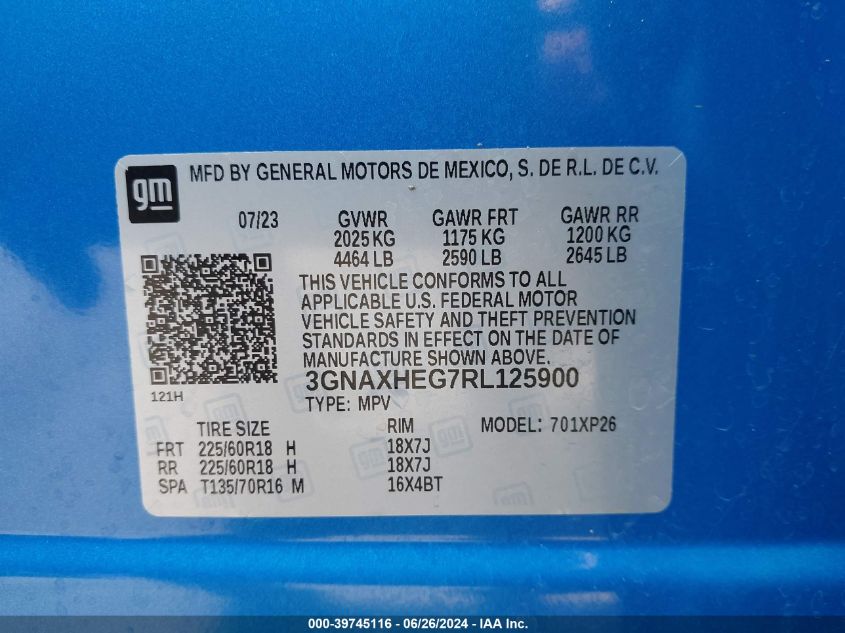 gm
MFD BY GENERAL MOTORS DE MEXICO, S. DE R.L. DE C.V.
07/23 GVWR GAWR FRT GAWR RR
2025 KG 1175 KG 1200 KG
4464 LB 2590 LB 2645 LB
THIS VEHICLE CONFORMS TO ALL
APPLICABLE U.S. FEDERAL MOTOR
VEHICLE SAFETY AND THEFT PREVENTION
STANDARDS IN EFFECT ON THE DATE OF
MANUFACTURE SHOWN ABOVE.
3GNAXHEG7RL125900
121H
TYPE: MPV
TIRE SIZE RIM MODEL: 701XP26
FRT 225/60R18 H 18X7J
RR 225/60R18 H 18X7J
SPA T135/70R16 M 16X4BT
000-39745116 - 06/26/2024 - IAAI.com